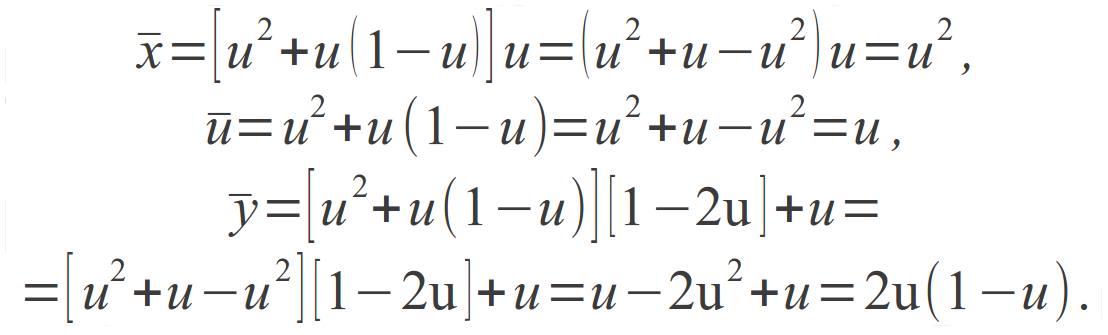 x̅=[u²+u(1−u)]u=(u²+u−u²)u=u²,
u̅=u²+u(1−u)=u²+u−u²=u,
y̅=[u²+u(1−u)][1−2u]+u=
=[u²+u−u²][1−2u]+u=u−2u²+u=2u(1−u).